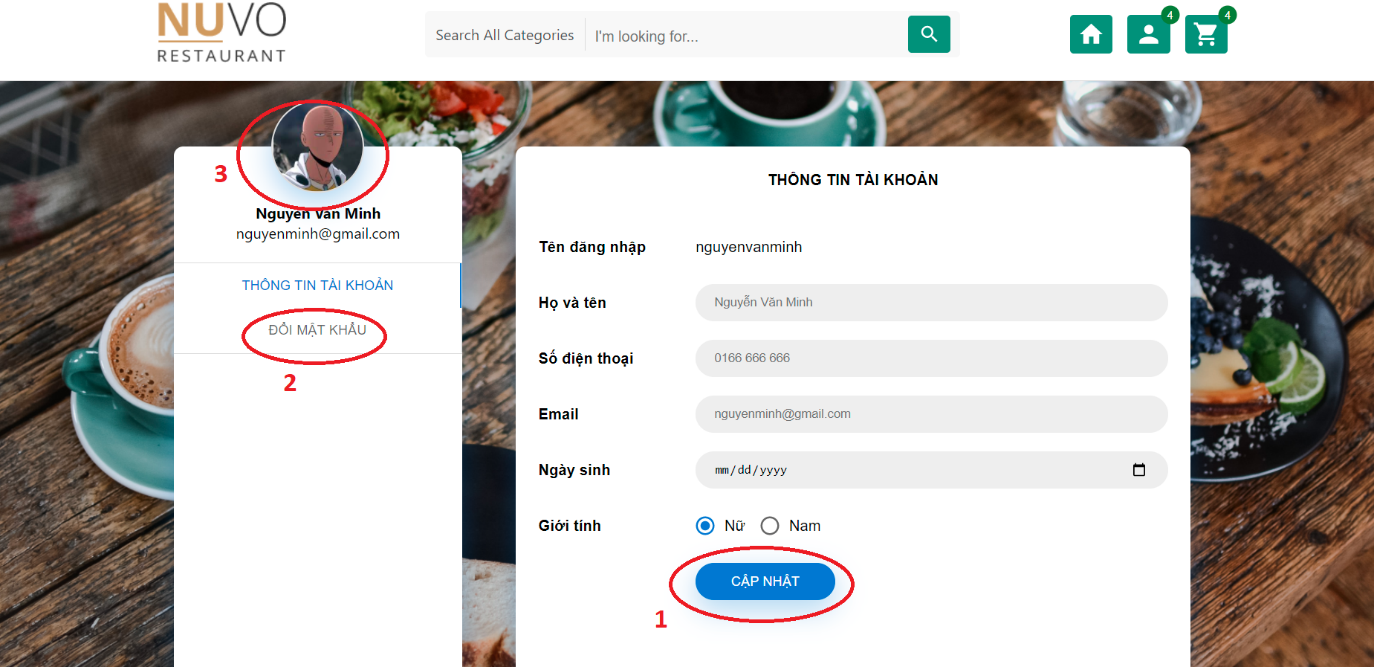 NUVO
RESTAURANT
Search All Categories
I'm looking for...
4
4
3
Nguyễn Văn Minh
nguyenminh@gmail.com
THÔNG TIN TÀI KHOẢN
ĐỔI MẬT KHẨU
2
THÔNG TIN TÀI KHOẢN
Tên đăng nhập nguyenvanminh
Họ và tên Nguyễn Văn Minh
Số điện thoại 0166 666 666
Email nguyenminh@gmail.com
Ngày sinh mm/dd/yyyy
Giới tính Nữ Nam
CẬP NHẬT
1